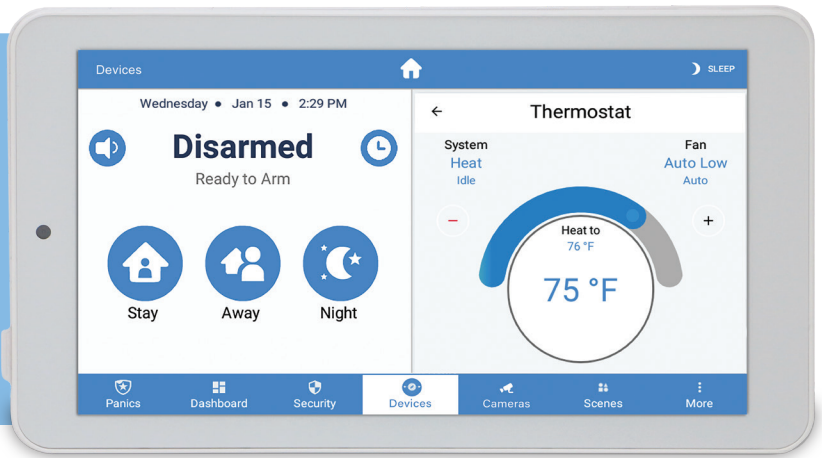 Devices
SLEEP
Wednesday • Jan 15 • 2:29 PM
Disarmed
Ready to Arm
Stay
Away
Night
Thermostat
System
Heat
Idle
Fan
Auto Low
Auto
Heat to
76 °F
75 °F
Panics
Dashboard
Security
Devices
Cameras
Scenes
More